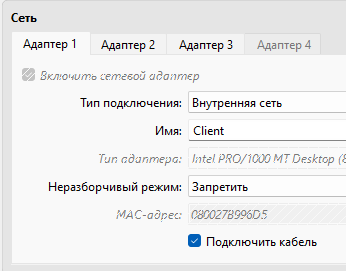 Сеть
Адаптер 1 Адаптер 2 Адаптер 3 Адаптер 4
Включить сетевой адаптер
Тип подключения: Внутренняя сеть
Имя: Client
Тип адаптера: Intel PRO/1000 MT Desktop (8
Неразборчивый режим: Запретить
MAC-адрес: 080027B996D5
Подключить кабель